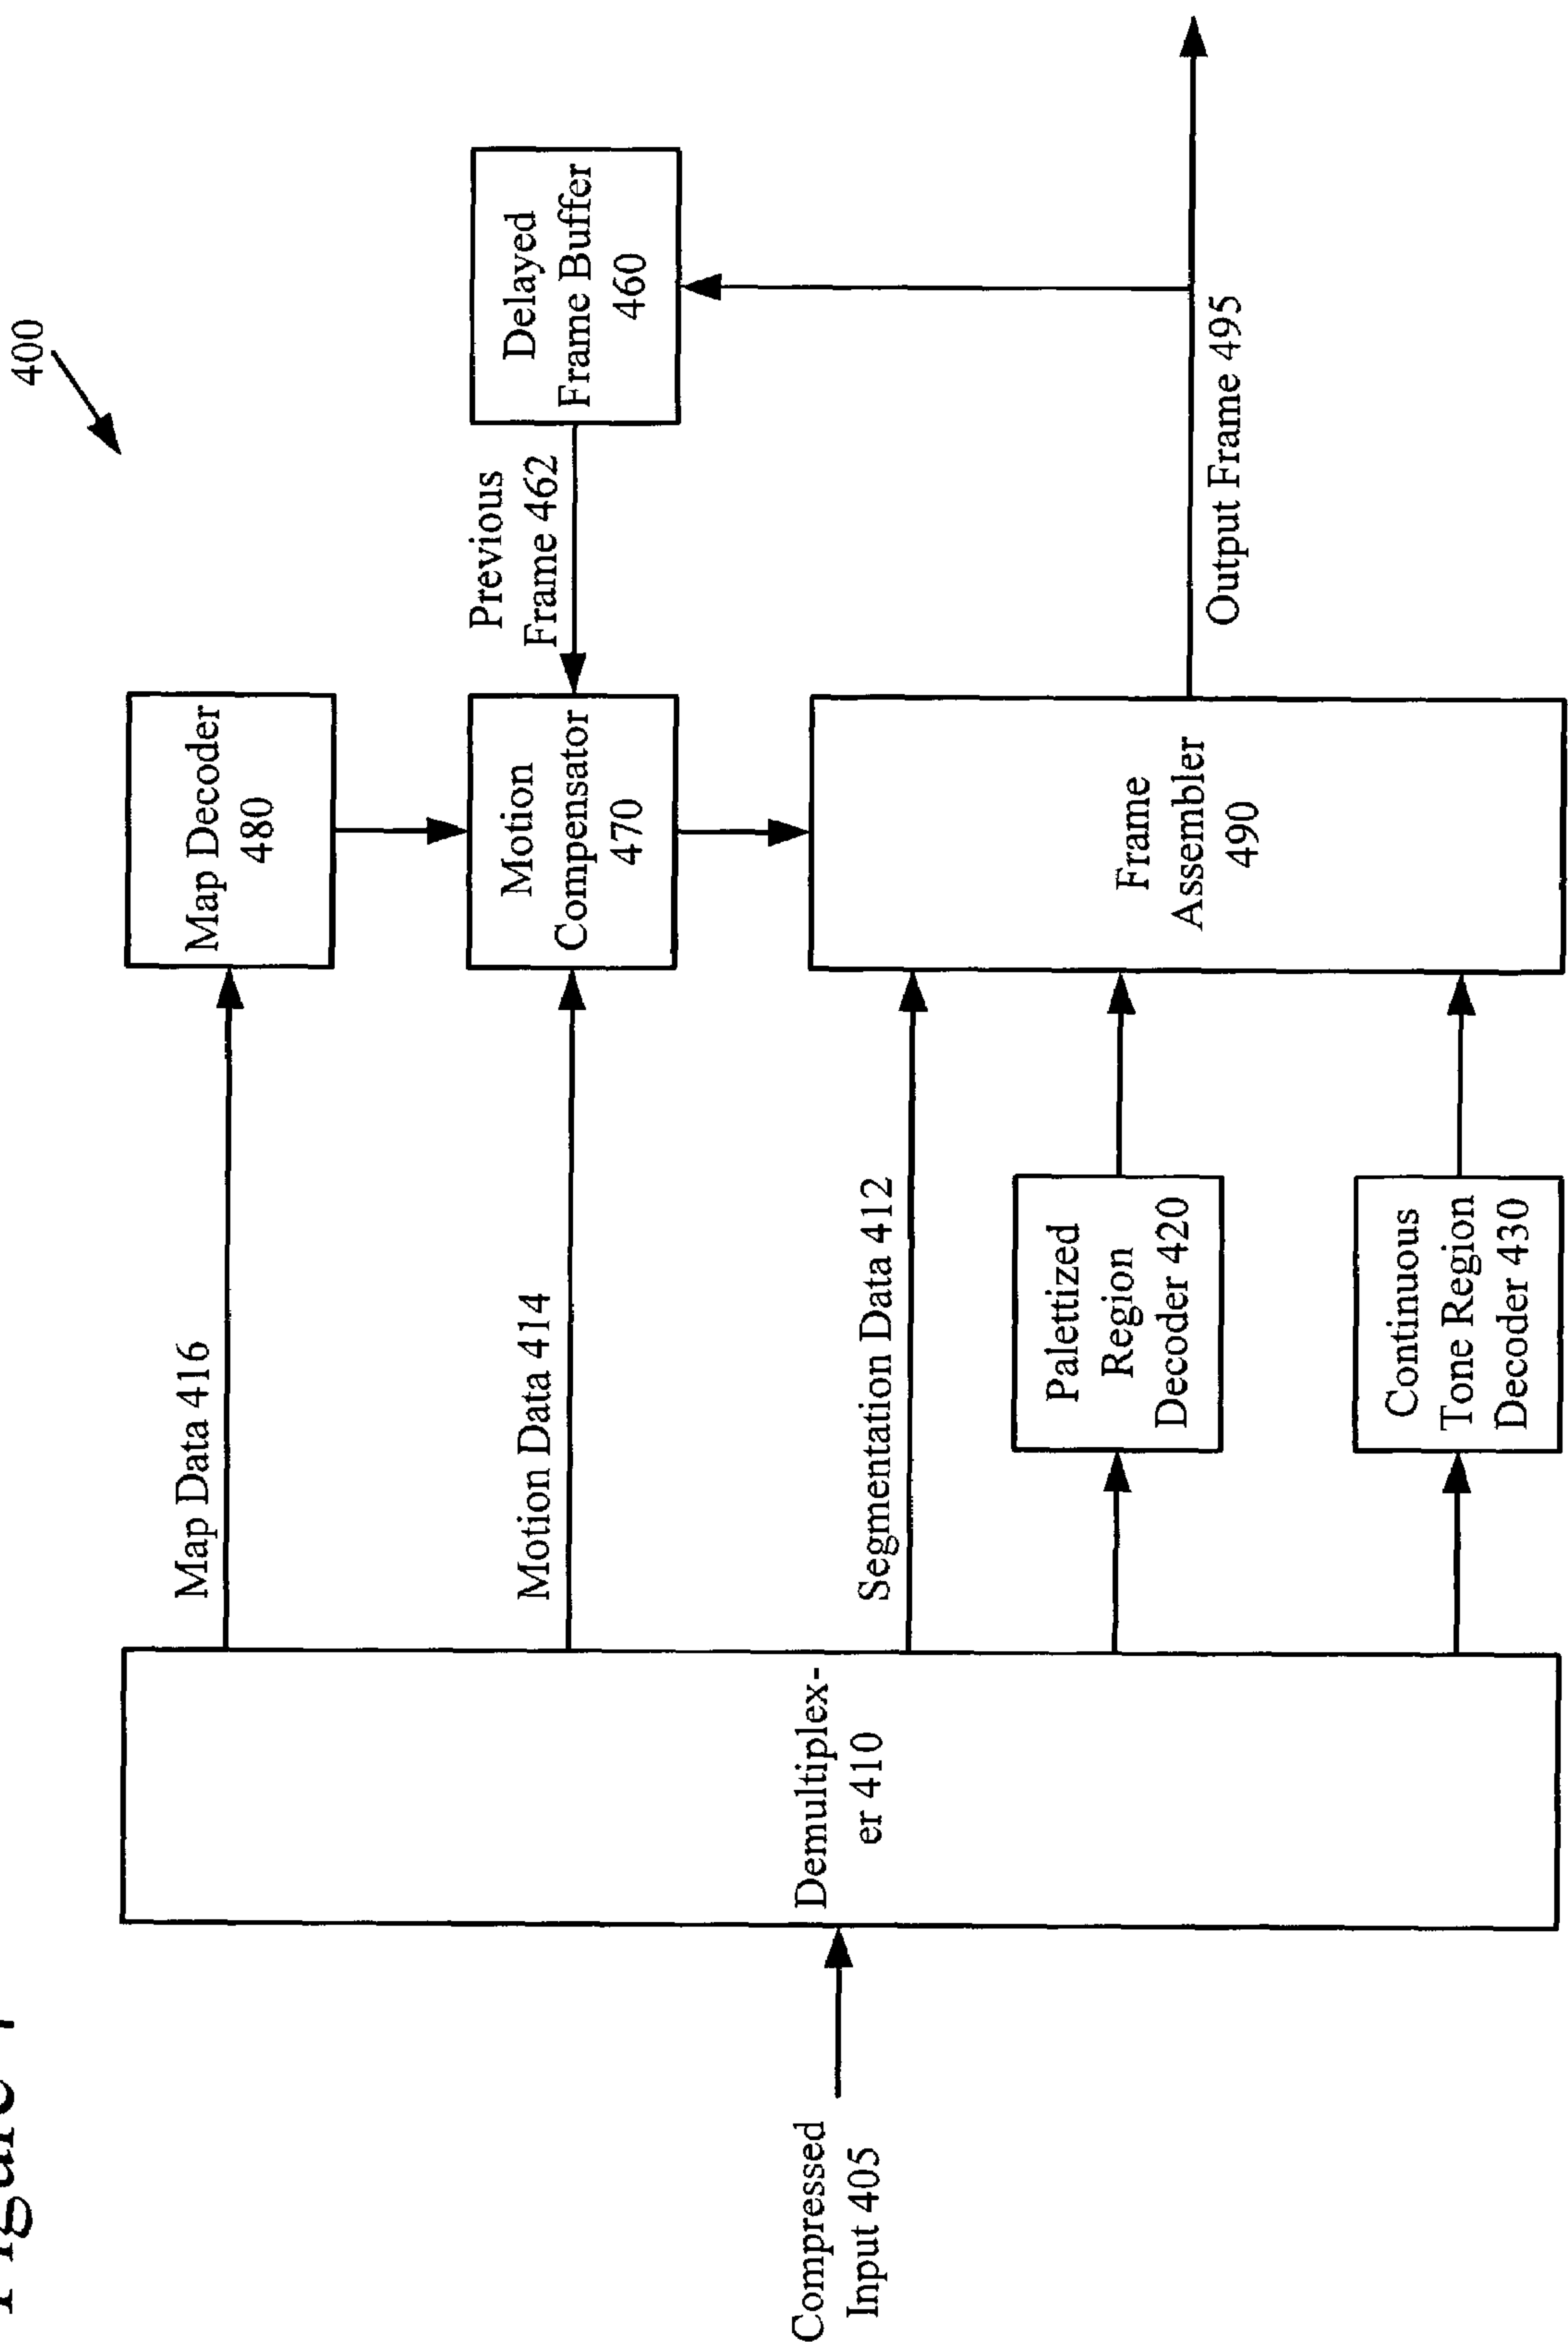 Figure
400
Map Data 416
Map Decoder
480
Motion Data 414
Motion
Compensator
470
Previous
Frame 462
Delayed
Frame Buffer
460
Compressed
Input 405
Demultiplex-
er 410
Segmentation Data 412
Palettized
Region
Decoder 420
Continuous
Tone Region
Decoder 430
Frame
Assembler
490
Output Frame 495